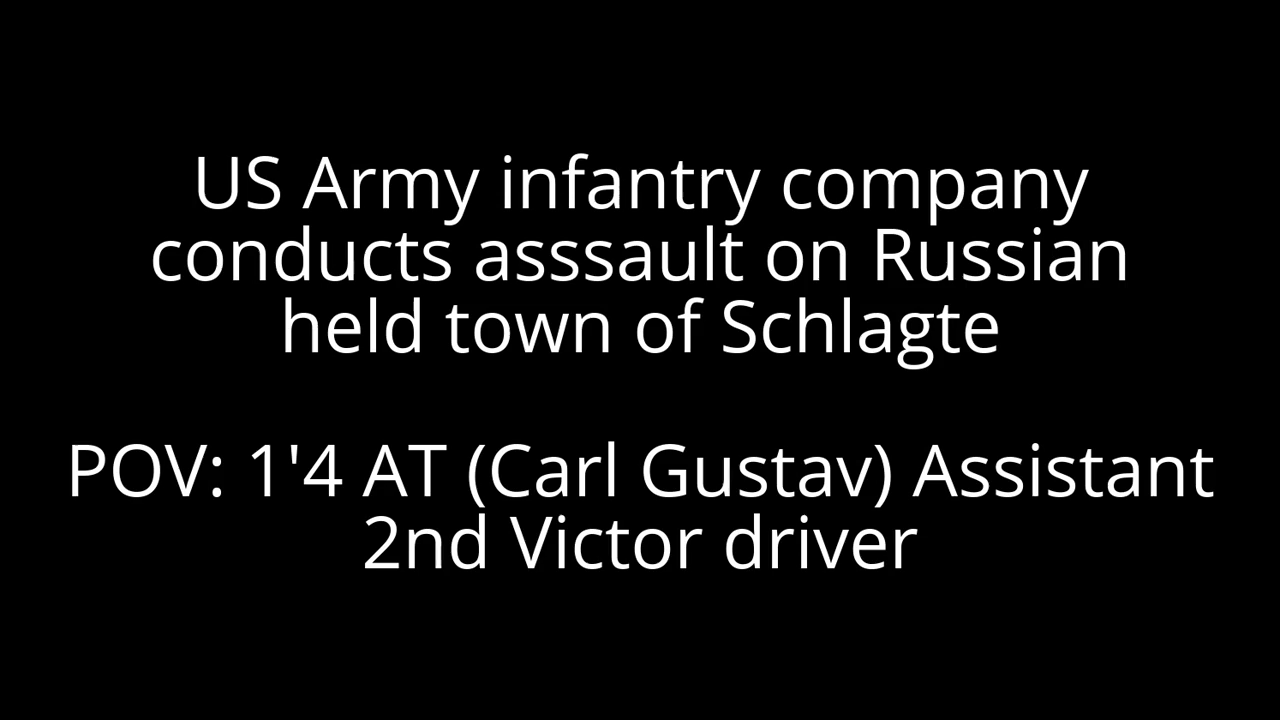 US Army infantry company
conducts asssault on Russian
held town of Schlagte
POV: 1'4 AT (Carl Gustav) Assistant
2nd Victor driver